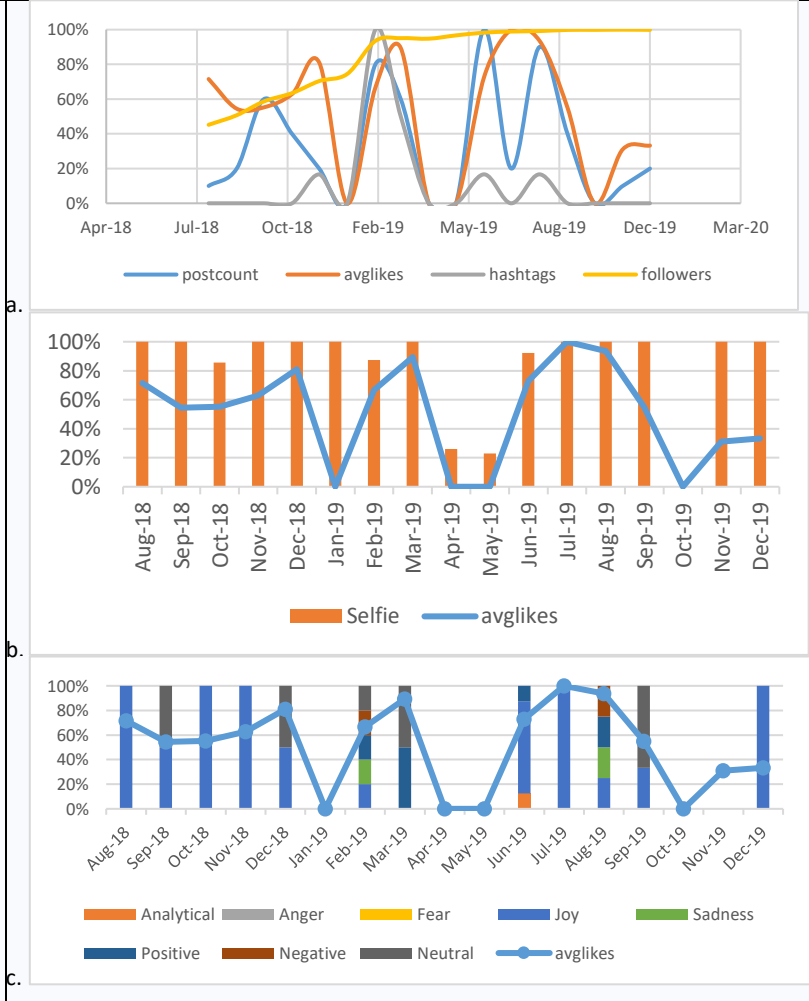 100%
80%
60%
40%
20%
0%
Apr-18 Jul-18 Oct-18 Feb-19 May-19 Aug-19 Dec-19 Mar-20
postcount avglikes hashtags followers
a.
100%
80%
60%
40%
20%
0%
Aug-18 Sep-18 Oct-18 Nov-18 Dec-18 Jan-19 Feb-19 Mar-19 Apr-19 May-19 Jun-19 Jul-19 Aug-19 Sep-19 Oct-19 Nov-19 Dec-19
Selfie avglikes
b.
100%
80%
60%
40%
20%
0%
Aug-18 Sep-18 Oct-18 Nov-18 Dec-18 Jan-19 Feb-19 Mar-19 Apr-19 May-19 Jun-19 Jul-19 Aug-19 Sep-19 Oct-19 Nov-19 Dec-19
Analytical Anger Fear Joy Sadness
Positive Negative Neutral avglikes
c.